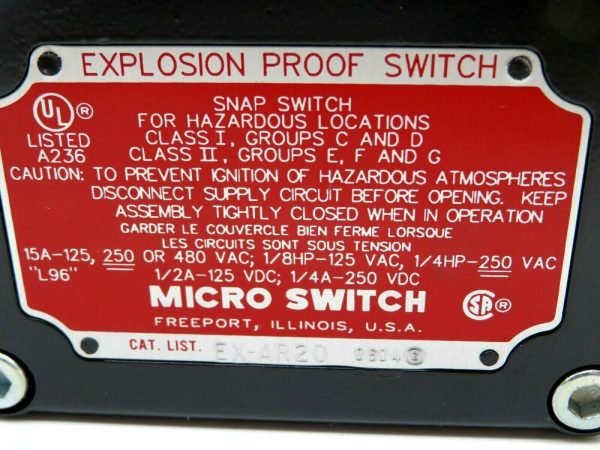 EXPLOSION PROOF SWITCH
UL ®
LISTED
A236
SNAP SWITCH
FOR HAZARDOUS LOCATIONS
CLASS I, GROUPS C AND D
CLASS II, GROUPS E, F AND G
CAUTION: TO PREVENT IGNITION OF HAZARDOUS ATMOSPHERES
DISCONNECT SUPPLY CIRCUIT BEFORE OPENING. KEEP
ASSEMBLY TIGHTLY CLOSED WHEN IN OPERATION
GARDER LE COUVERCLE BIEN FERME LORSQUE
LES CIRCUITS SONT SOUS TENSION
15A-125, 250 OR 480 VAC; 1/8HP-125 VAC, 1/4HP-250 VAC
"L96" 1/2A-125 VDC; 1/4A-250 VDC
MICRO SWITCH
SA ®
FREEPORT, ILLINOIS, U.S.A.
CAT. LIST. EX-AR20 0604